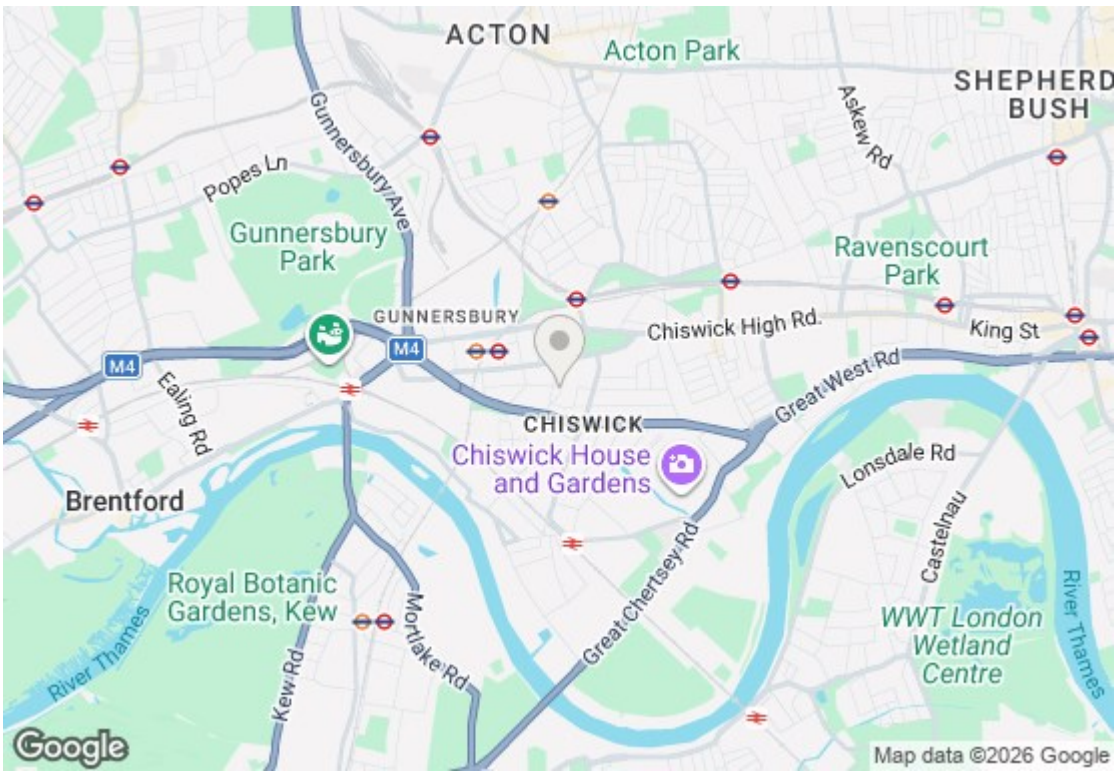 ACTON
Acton Park
SHEPHERD
BUSH
Askew Rd
Gunnersbury Ave
Popes Ln
Gunnersbury
Park
Ravenscourt
Park
GUNNERSBURY
Chiswick High Rd.
King St
M4
M4
Great West Rd
Ealing Rd
CHISWICK
Chiswick House
and Gardens
Lonsdale Rd
Brentford
Castelnau
Royal Botanic
Gardens, Kew
Mortlake Rd
Great Chertsey Rd
WWT London
Wetland
Centre
River Thames
River Thames
Kew Rd
Google
Map data ©2026 Google